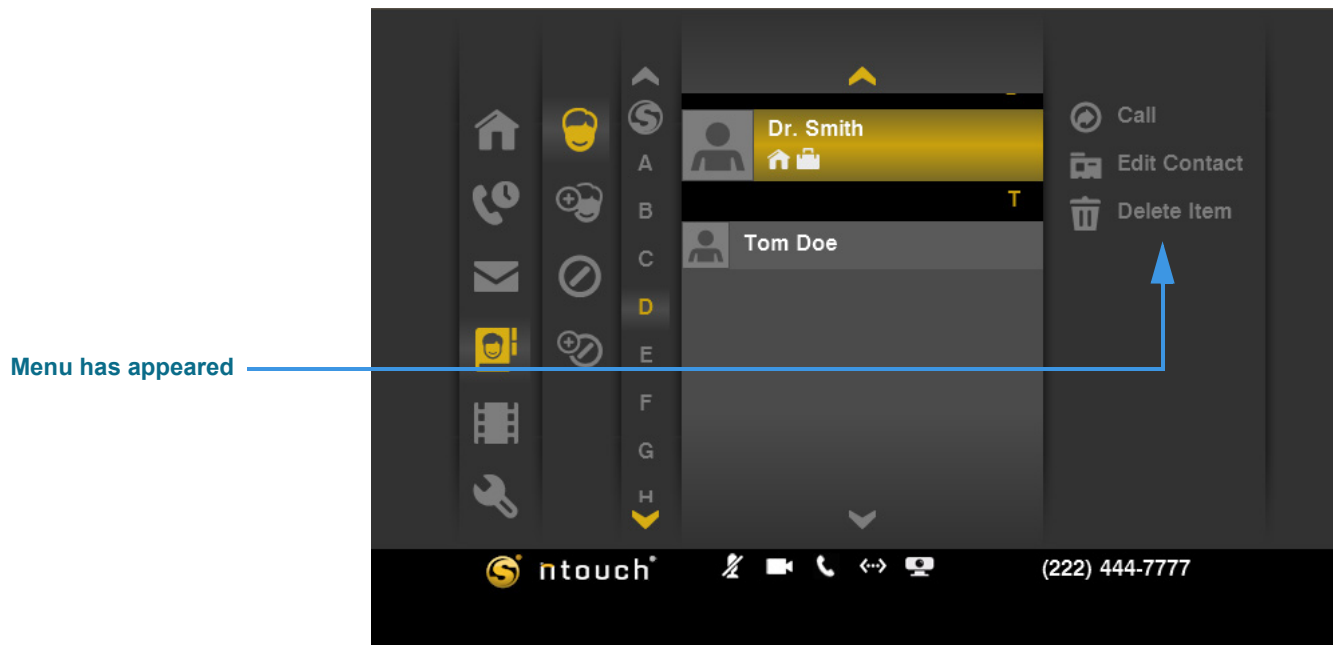 Menu has appeared
A
B
C
D
E
F
G
H
Dr. Smith
T
Tom Doe
Call
Edit Contact
Delete Item
S ntouch®
(222) 444-7777